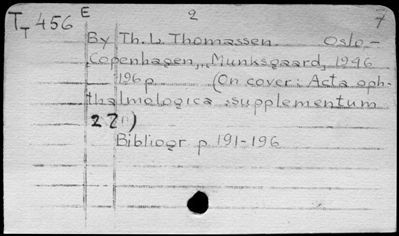 E 2 7
TT 456
By Th. L. Thomassen. Oslo,-
Copenhagen, Munksgaard, 1946
196 p. (On cover: Acta oph-
thalmologica: supplementum
27)
Bibliogr p. 191-196